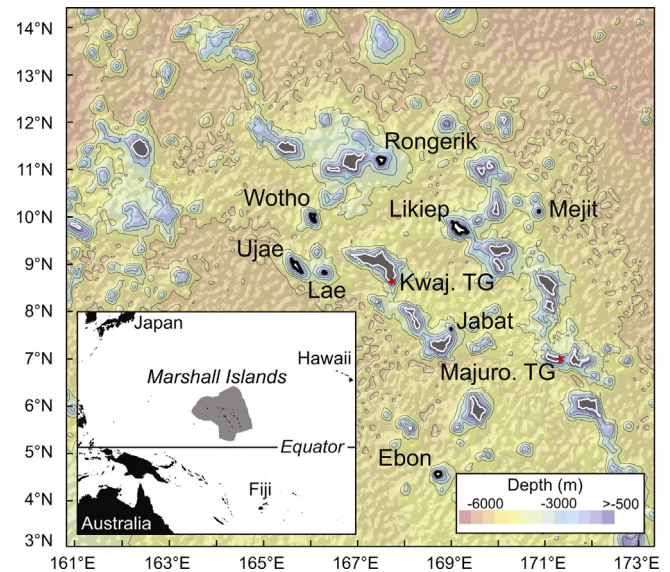 14°N
13°N
12°N
Rongerik
11°N
Wotho
Likiep
Mejit
10°N
Ujae
9°N
Lae
Kwaj. TG
8°N
Jabat
Japan
7°N
Majuro. TG
Hawaii
Marshall Islands
6°N
5°N
Equator
Ebon
Depth (m)
4°N
Fiji
-6000 -3000 >-500
Australia
3°N
161°E 163°E 165°E 167°E 169°E 171°E 173°E